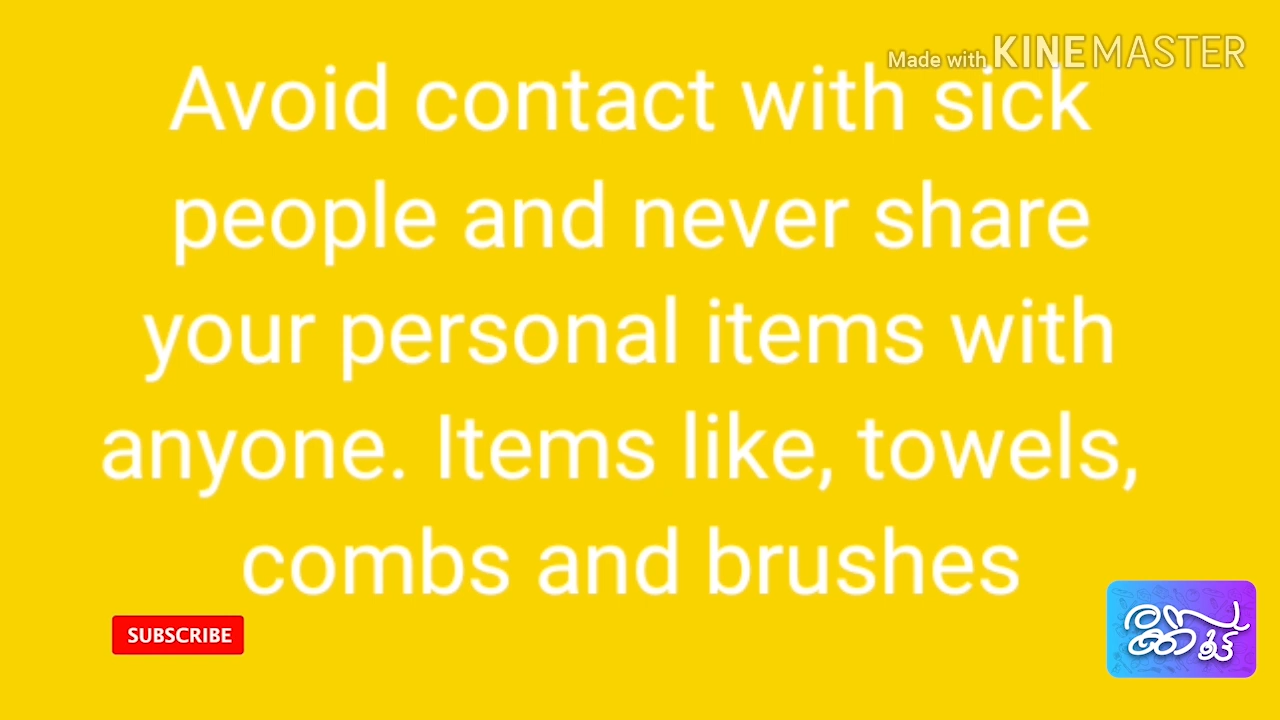 Made with KINEMASTER
Avoid contact with sick
people and never share
your personal items with
anyone. Items like, towels,
combs and brushes
SUBSCRIBE
രസ
ക്കൂട്ട്